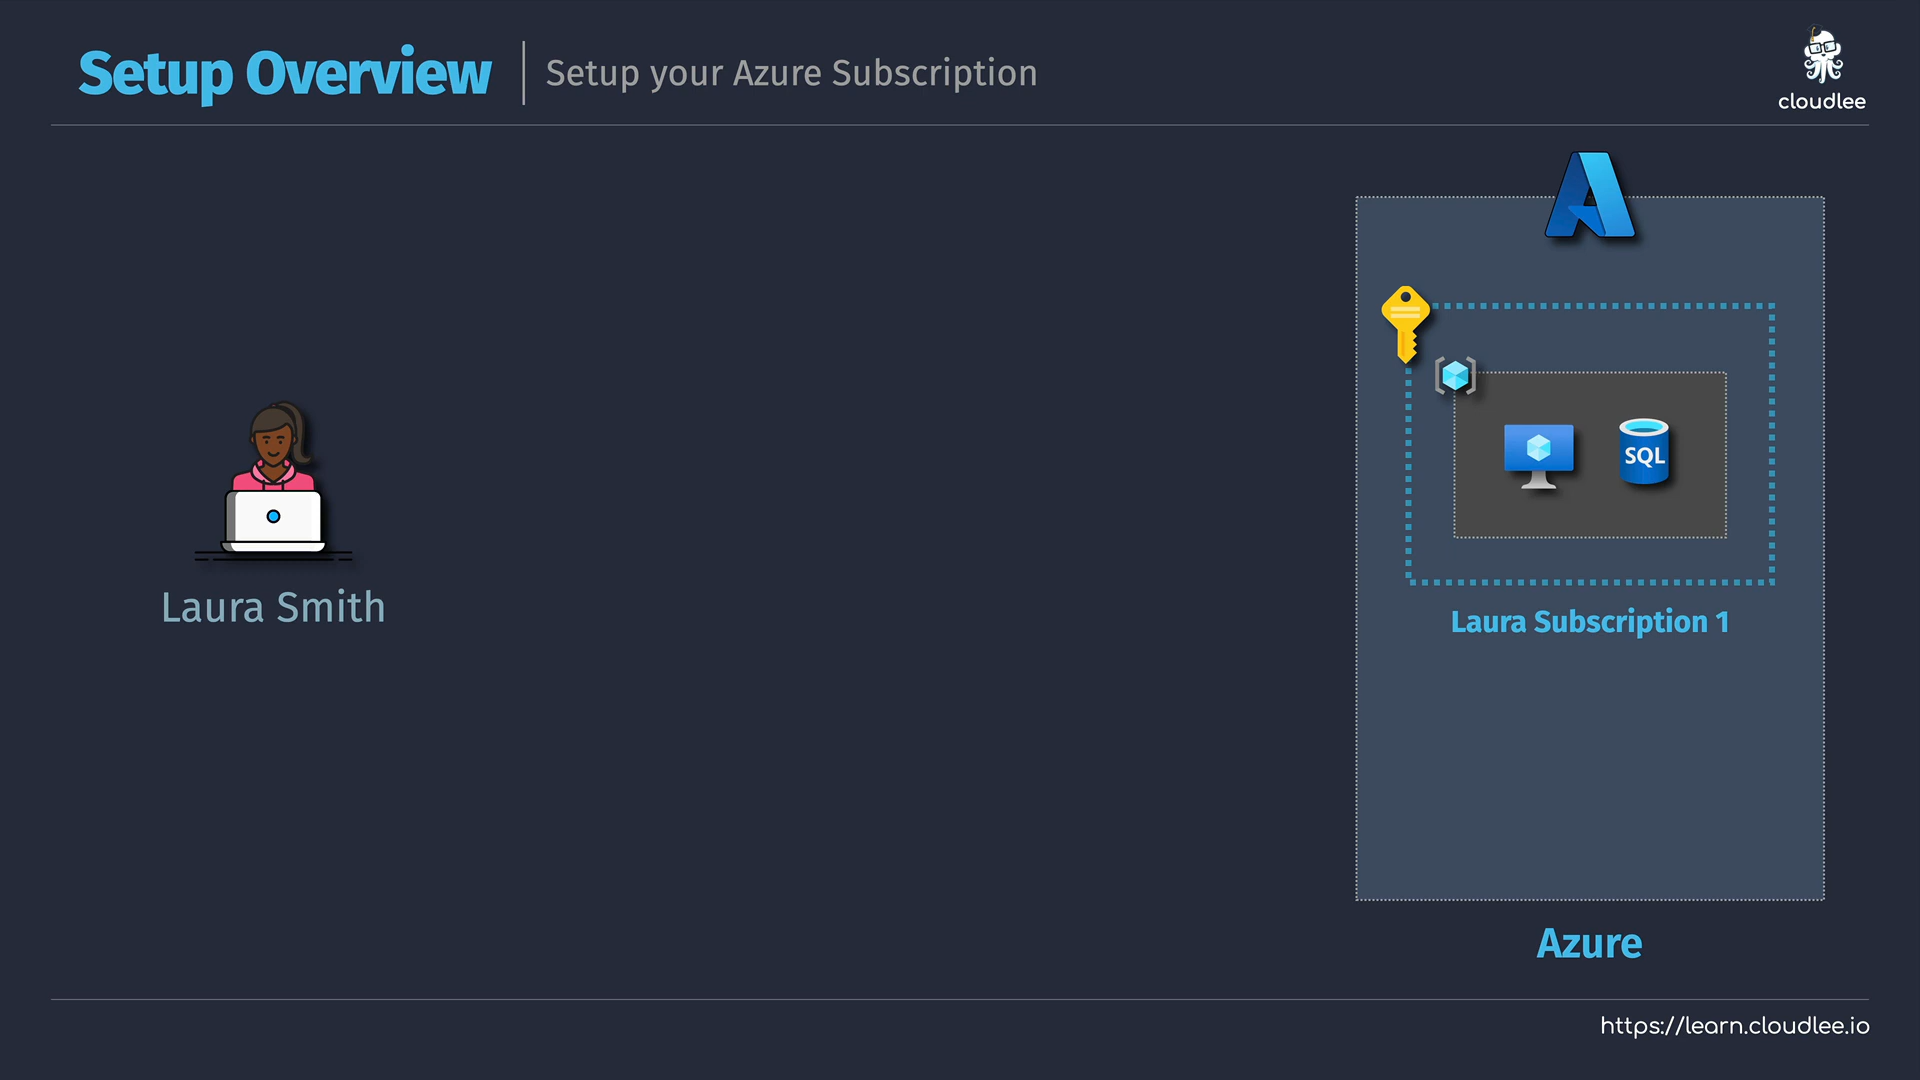 Setup Overview
Setup your Azure Subscription
cloudlee
SQL
Laura Smith
Laura Subscription 1
Azure
https://learn.cloudlee.io